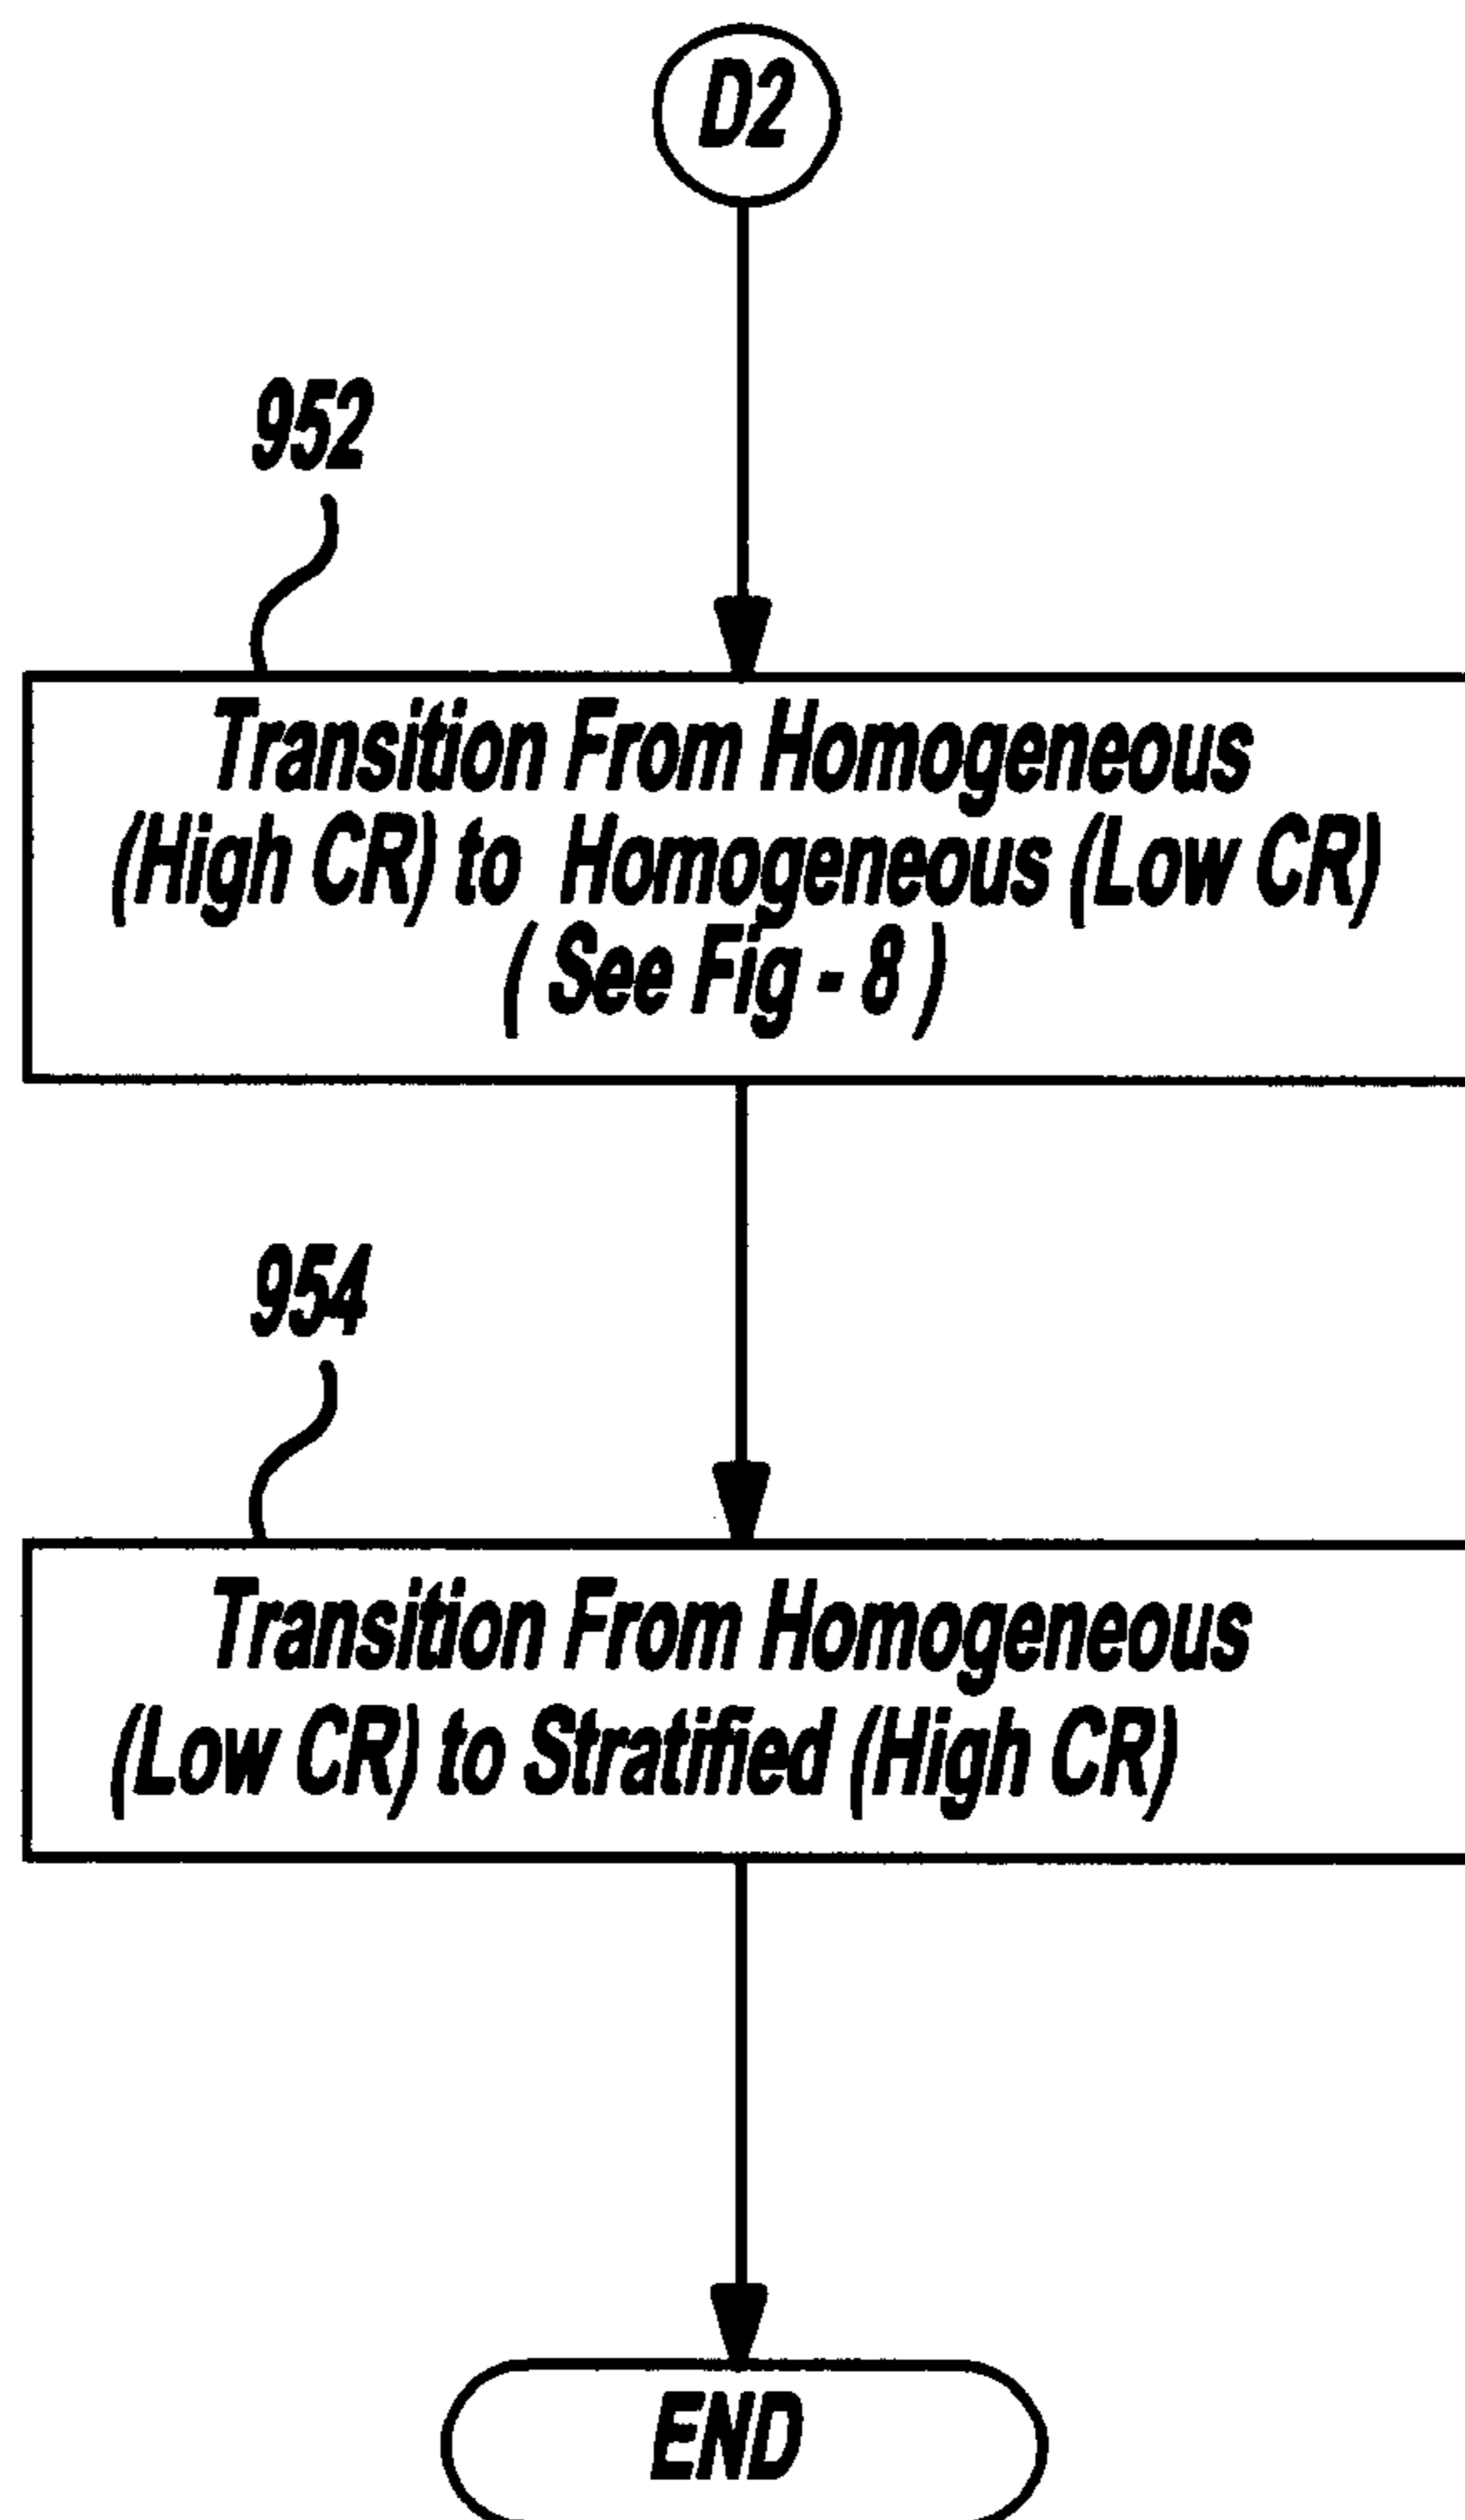 D2
952
Transition From Homogeneous
(High CR) to Homogeneous (Low CR)
( See Fig - 8 )
954
Transition From Homogeneous
(Low CR) to Stratified (High CR)
END